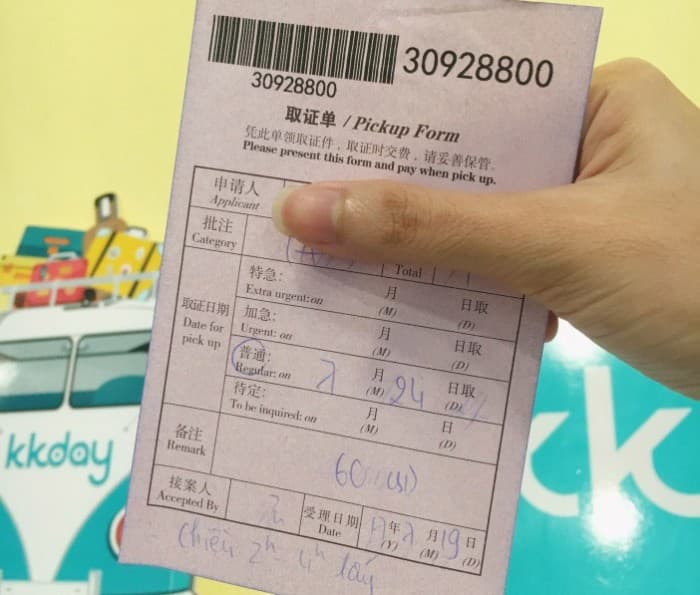 30928800
30928800
取证单 / Pickup Form
凭此单领取证件，取证时交费，请妥善保管。
Please present this form and pay when pick up.
申请人
Applicant
批注
Category
Total
取证日期
Date for
pick up
特急: 月 日取
Extra urgent: on (M) (D)
加急: 月 日取
Urgent: on (M) (D)
普通: 月 24 日取
Regular: on (M) (D)
待定: 月 日
To be inquired: on (M) (D)
备注
Remark
60
接案人
Accepted By
受理日期
Date
年 月 19 日
(Y) (M) (D)
chiều 2h - 4h lấy
kkday